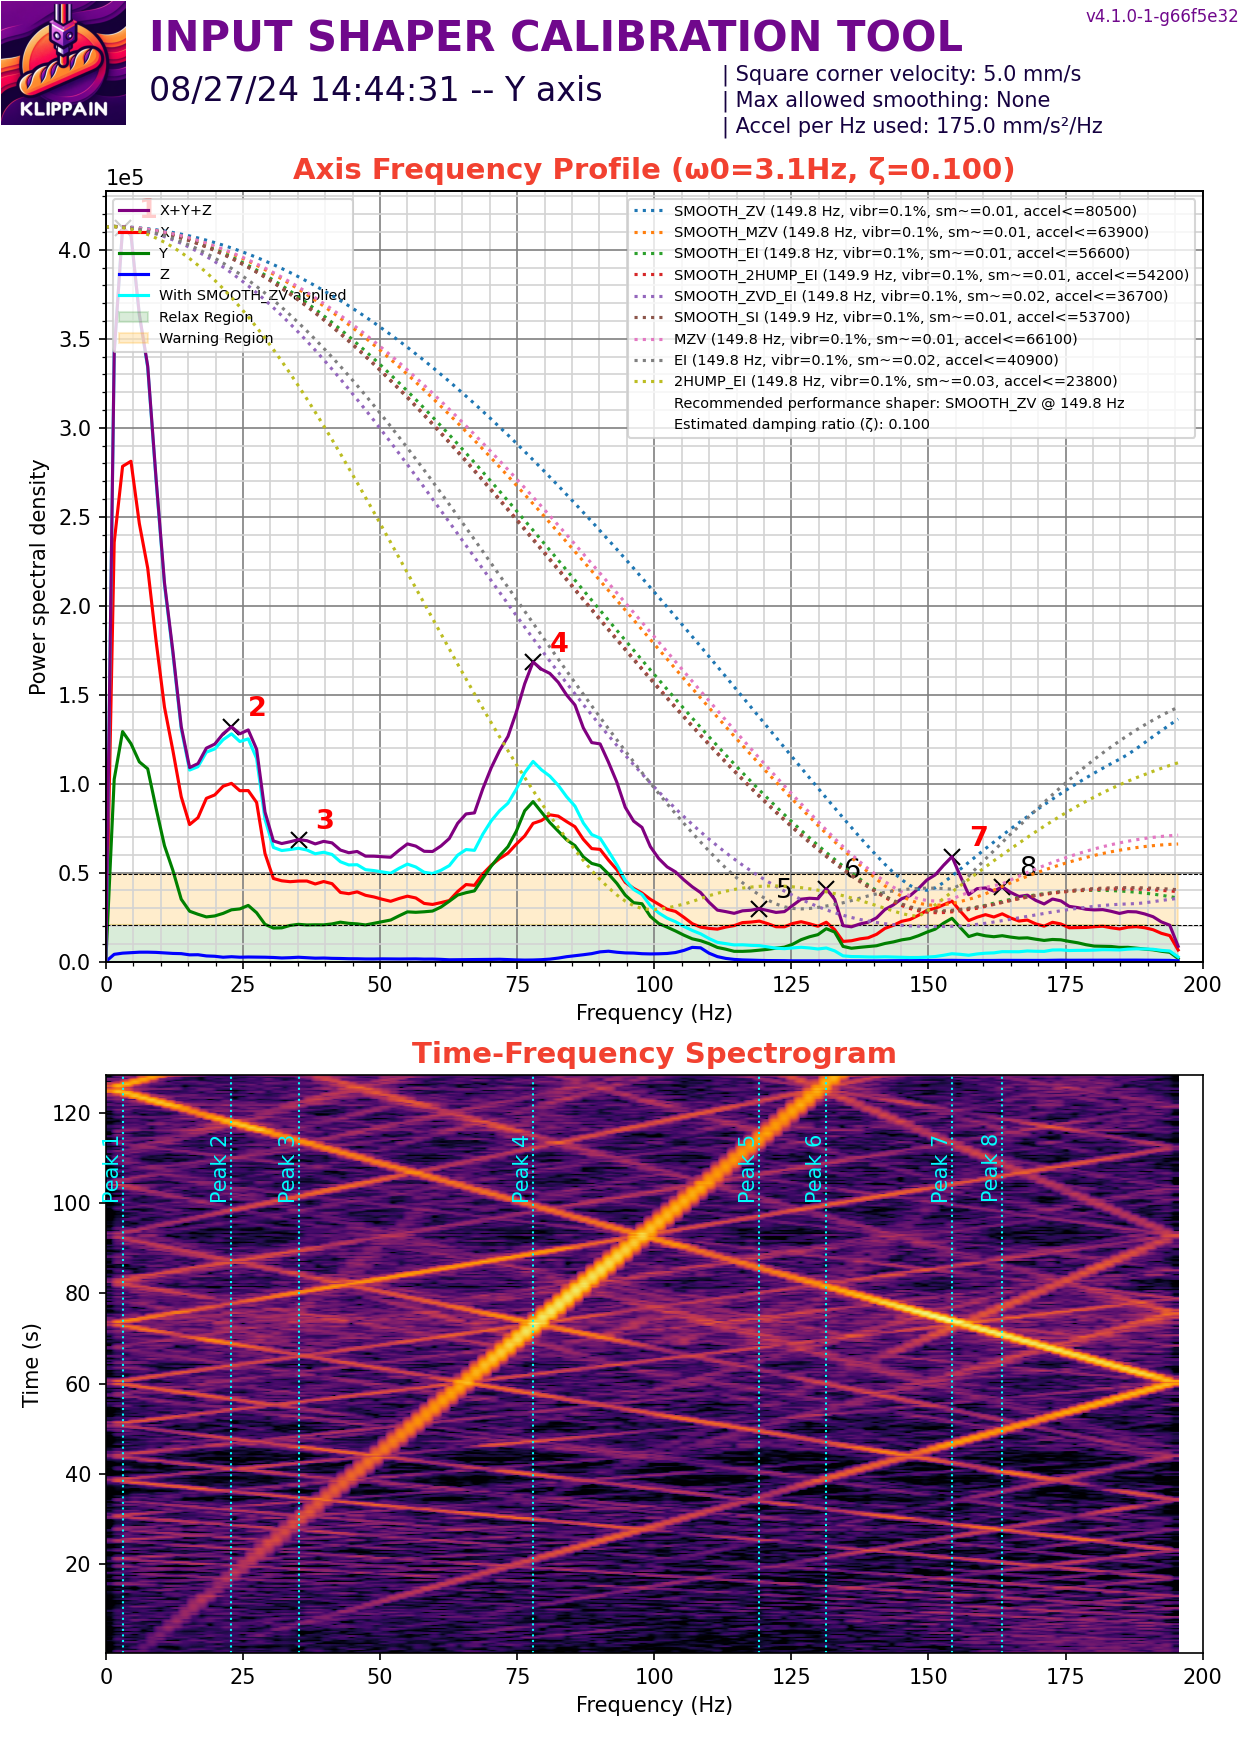 v4.1.0-1-g66f5e32
INPUT SHAPER CALIBRATION TOOL
KLIPPAIN
08/27/24 14:44:31 -- Y axis
| Square corner velocity: 5.0 mm/s
| Max allowed smoothing: None
| Accel per Hz used: 175.0 mm/s²/Hz
Axis Frequency Profile (ω0=3.1Hz, ζ=0.100)
1e5
Power spectral density
4.0
3.5
3.0
2.5
2.0
1.5
1.0
0.5
0.0
X+Y+Z
X
Y
Z
With SMOOTH_ZV applied
Relax Region
Warning Region
SMOOTH_ZV (149.8 Hz, vibr=0.1%, sm~=0.01, accel<=80500)
SMOOTH_MZV (149.8 Hz, vibr=0.1%, sm~=0.01, accel<=63900)
SMOOTH_EI (149.8 Hz, vibr=0.1%, sm~=0.01, accel<=56600)
SMOOTH_2HUMP_EI (149.9 Hz, vibr=0.1%, sm~=0.01, accel<=54200)
SMOOTH_ZVD_EI (149.8 Hz, vibr=0.1%, sm~=0.02, accel<=36700)
SMOOTH_SI (149.9 Hz, vibr=0.1%, sm~=0.01, accel<=53700)
MZV (149.8 Hz, vibr=0.1%, sm~=0.01, accel<=66100)
EI (149.8 Hz, vibr=0.1%, sm~=0.02, accel<=40900)
2HUMP_EI (149.8 Hz, vibr=0.1%, sm~=0.03, accel<=23800)
Recommended performance shaper: SMOOTH_ZV @ 149.8 Hz
Estimated damping ratio (ζ): 0.100
1
2
3
4
5
6
7
8
0 25 50 75 100 125 150 175 200
Frequency (Hz)
Time-Frequency Spectrogram
Time (s)
120
100
80
60
40
20
Peak 1
Peak 2
Peak 3
Peak 4
Peak 5
Peak 6
Peak 7
Peak 8
0 25 50 75 100 125 150 175 200
Frequency (Hz)